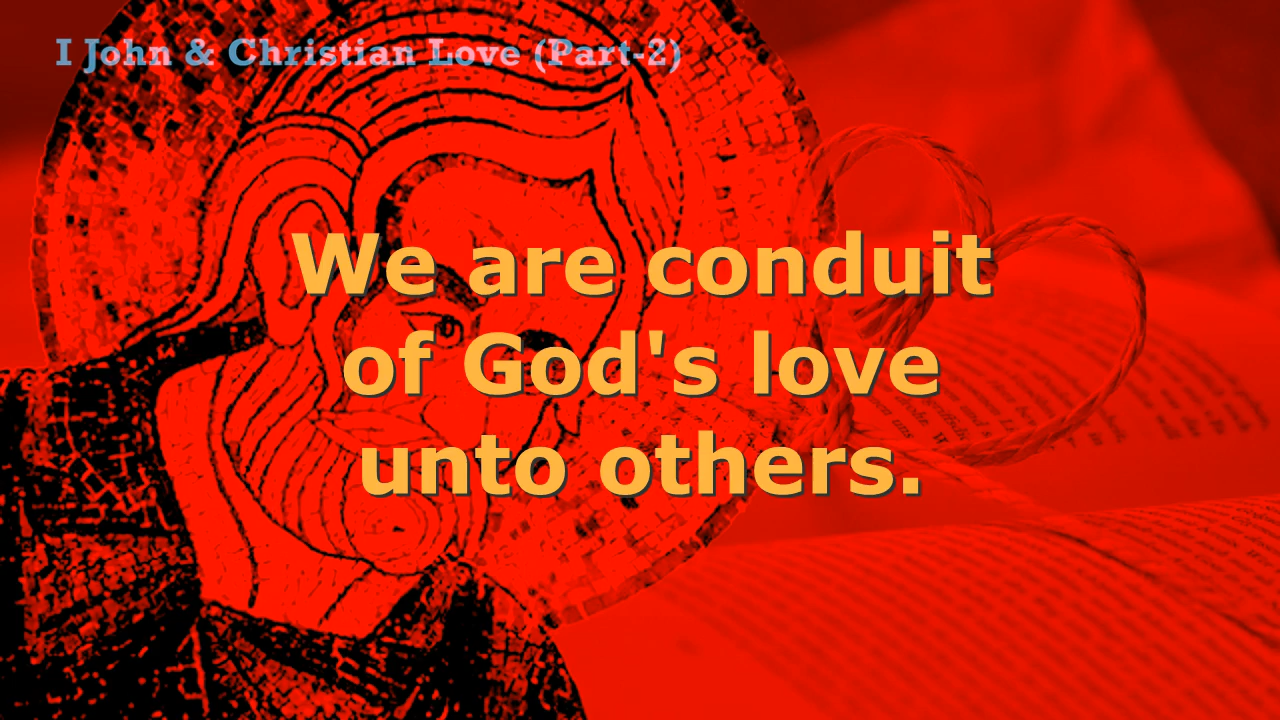 I John & Christian Love (Part-2)
We are conduit
of God's love
unto others.